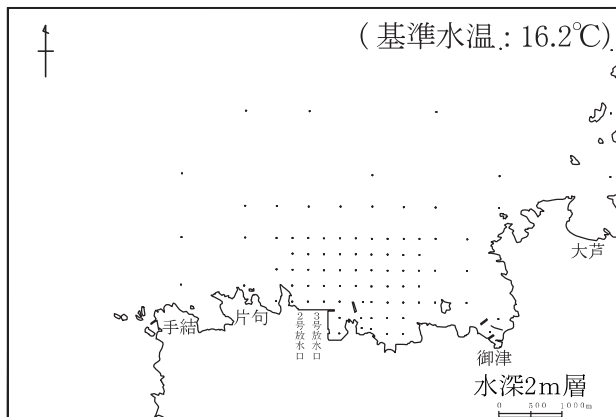 (基準水温：16.2℃)
大芦
手結
片句
2号放水口
3号放水口
御津
水深2m層
0 500 1000m